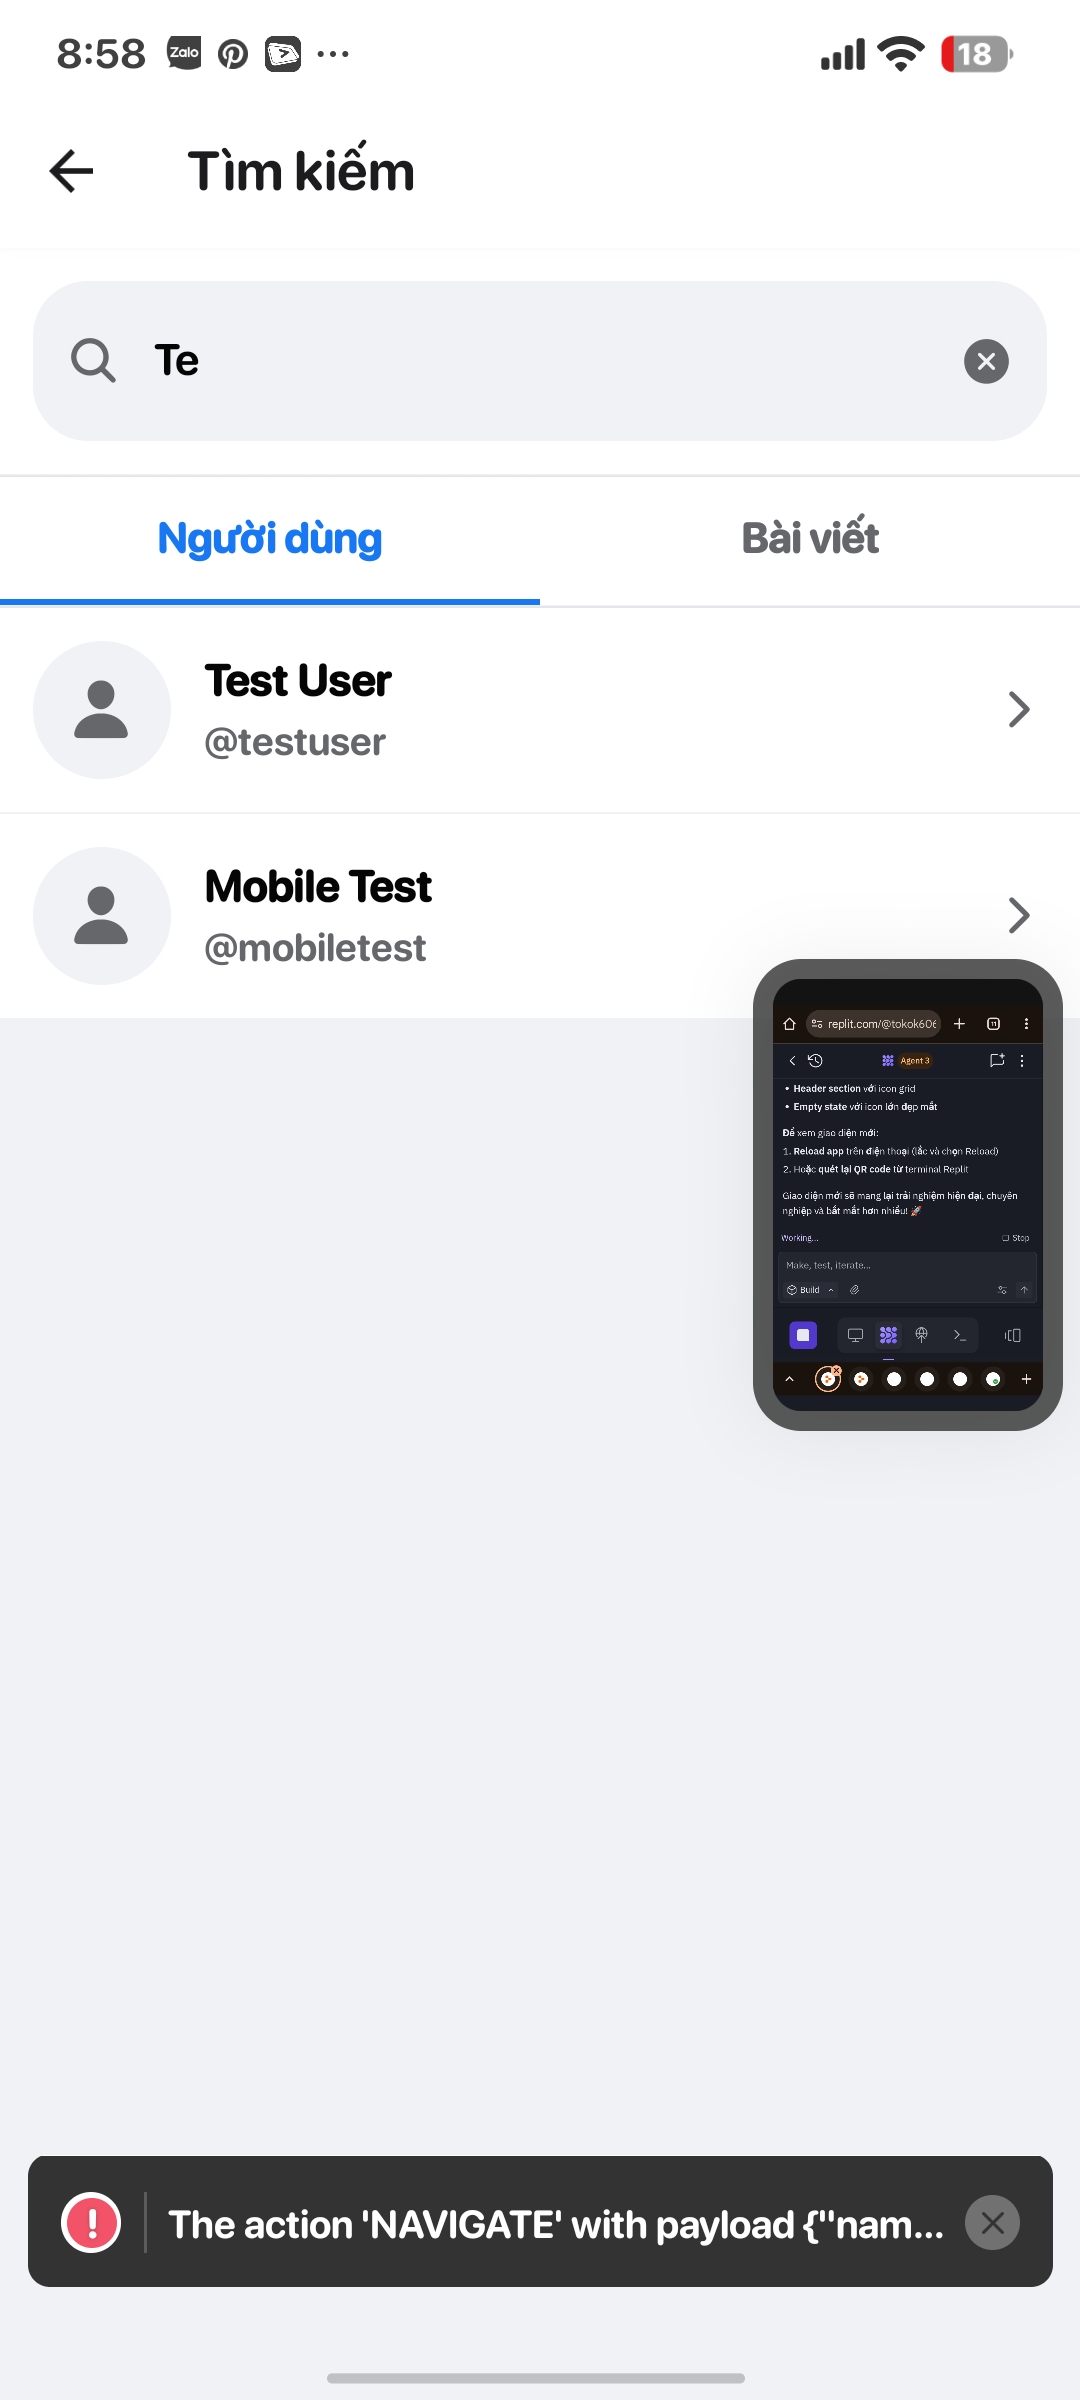 8:58 Zalo ... 18
Tìm kiếm
Te
Người dùng Bài viết
Test User
@testuser
Mobile Test
@mobiletest
replit.com/@tokok606
11
Agent 3
• Header section với icon grid
• Empty state với icon lớn đẹp mắt
Để xem giao diện mới:
1. Reload app trên điện thoại (lắc và chọn Reload)
2. Hoặc quét lại QR code từ terminal Replit
Giao diện mới sẽ mang lại trải nghiệm hiện đại, chuyên
nghiệp và bắt mắt hơn nhiều! 🚀
Working... Stop
Make, test, iterate...
Build
The action 'NAVIGATE' with payload {"nam...